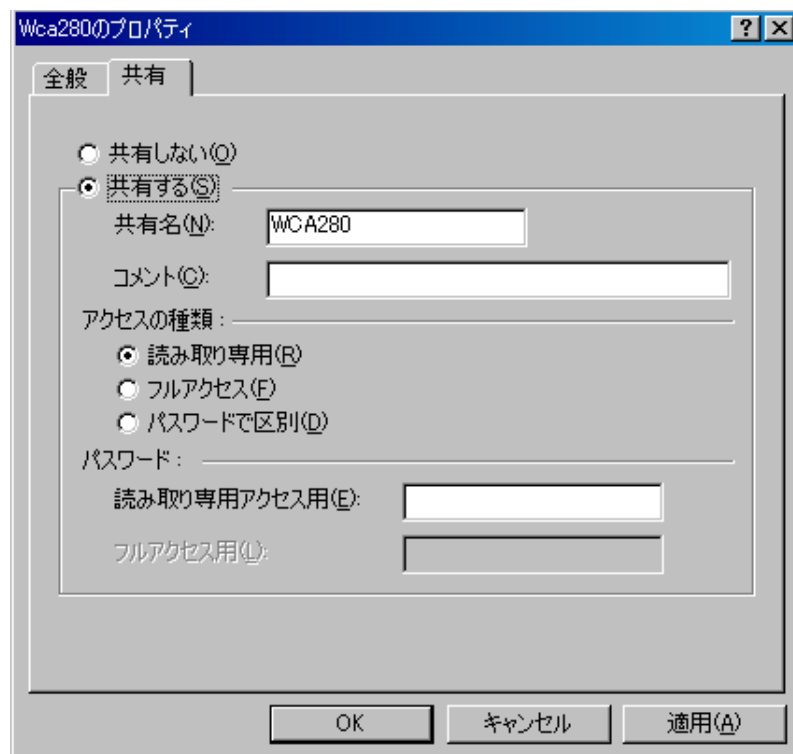 Wca280のプロパティ
全般 共有
共有しない(O)
共有する(S)
共有名(N): WCA280
コメント(C):
アクセスの種類:
読み取り専用(R)
フルアクセス(F)
パスワードで区別(D)
パスワード:
読み取り専用アクセス用(E):
フルアクセス用(L):
OK キャンセル 適用(A)